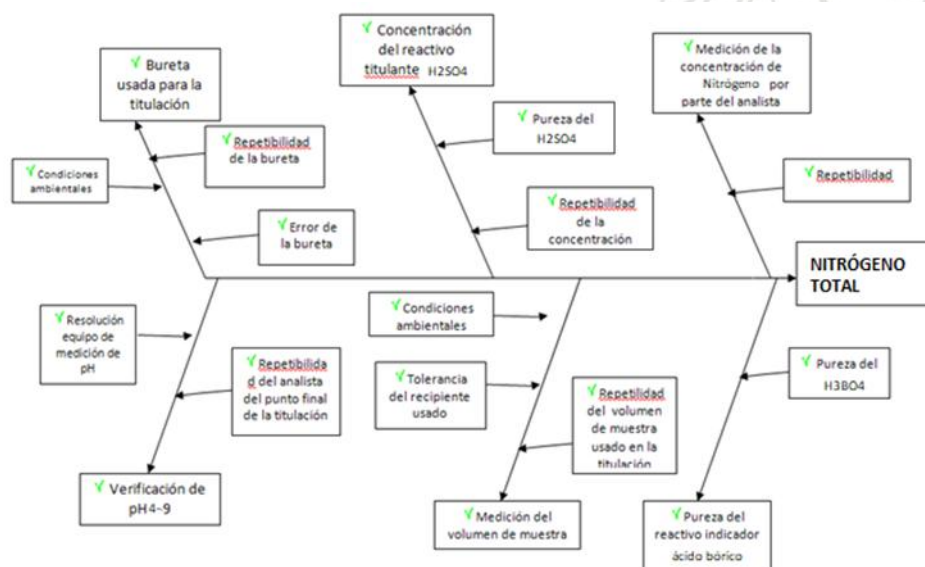 Bureta
usada para la
titulación
Concentración
del reactivo
titulante H2SO4
Medición de la
concentración de
Nitrógeno por
parte del analista
Repetibilidad
de la bureta
Pureza del
H2SO4
Condiciones
ambientales
Repetibilidad
Error de
la bureta
Repetibilidad
de la
concentración
NITRÓGENO
TOTAL
Resolución
equipo de
medición de
pH
Condiciones
ambientales
Repetibilida
d del analista
del punto final
de la titulación
Tolerancia
del recipiente
usado
Repetilidad
del volumen
de muestra
usado en la
titulación
Pureza del
H3BO4
Verificación de
pH4~9
Medición del
volumen de muestra
Pureza del
reactivo indicador
ácido bórico